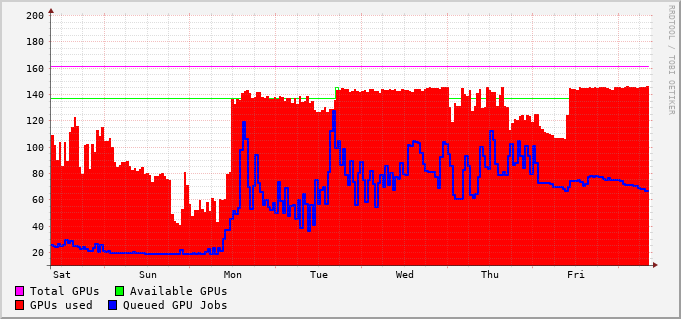 200
180
160
140
120
100
80
60
40
20
Sat Sun Mon Tue Wed Thu Fri
Total GPUs Available GPUs
GPUs used Queued GPU Jobs
RRDTOOL / TOBI OETIKER